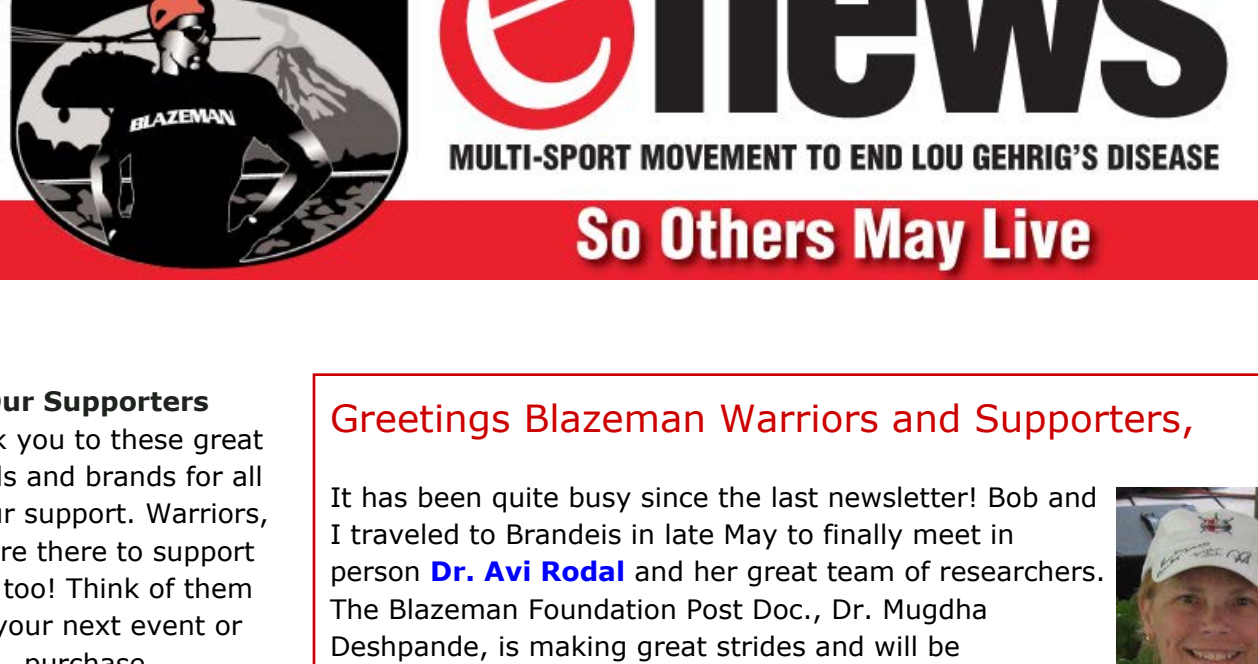 BLAZEMAN
enews
MULTI-SPORT MOVEMENT TO END LOU GEHRIG'S DISEASE
So Others May Live
Supporters
you to these great
and brands for all
support. Warriors,
there to support
too! Think of them
your next event or
purchase
Greetings Blazeman Warriors and Supporters,
It has been quite busy since the last newsletter! Bob and
I traveled to Brandeis in late May to finally meet in
person Dr. Avi Rodal and her great team of researchers.
The Blazeman Foundation Post Doc., Dr. Mugdha
Deshpande, is making great strides and will be